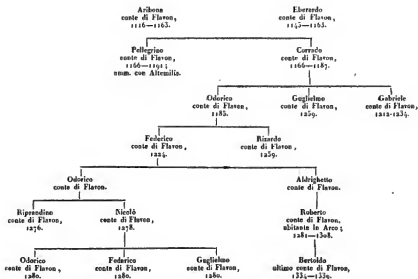 Aribone
conte di Flavon,
1116—1163.
Eberardo
conte di Flavon,
1145—1163.
Pellegrino
conte di Flavon,
1166—1191;
num. con Altemilis.
Corrado
conte di Flavon,
1166—1187.
Odorico
conte di Flavon,
1185.
Guglielmo
conte di Flavon,
1259.
Gabriele
conte di Flavon,
1212-1234.
Federico
conte di Flavon,
1224.
Rizardo
conte di Flavon,
1259.
Odorico
conte di Flavon.
Aldrighetto
conte di Flavon.
Riprandino
conte di Flavon,
1276.
Nicolò
conte di Flavon,
1278.
Roberto
conte di Flavon.
abitante in Arco;
1281—1308.
Odorico
conte di Flavon,
1280.
Federico
conte di Flavon,
1280.
Guglielmo
conte di Flavon,
1280.
Bertoldo
ultimo conte di Flavon,
1334—1339.